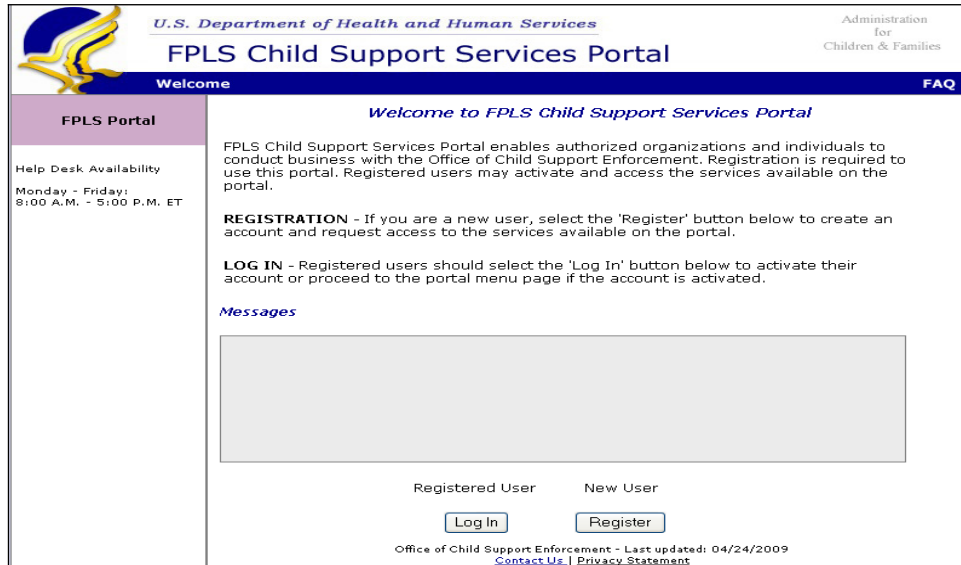 U.S. Department of Health and Human Services
FPLS Child Support Services Portal
Administration
for
Children & Families
Welcome
FAQ
FPLS Portal
Help Desk Availability
Monday - Friday:
8:00 A.M. - 5:00 P.M. ET
Welcome to FPLS Child Support Services Portal
FPLS Child Support Services Portal enables authorized organizations and individuals to
conduct business with the Office of Child Support Enforcement. Registration is required to
use this portal. Registered users may activate and access the services available on the
portal.
REGISTRATION - If you are a new user, select the 'Register' button below to create an
account and request access to the services available on the portal.
LOG IN - Registered users should select the 'Log In' button below to activate their
account or proceed to the portal menu page if the account is activated.
Messages
Registered User New User
Log In Register
Office of Child Support Enforcement - Last updated: 04/24/2009
Contact Us | Privacy Statement